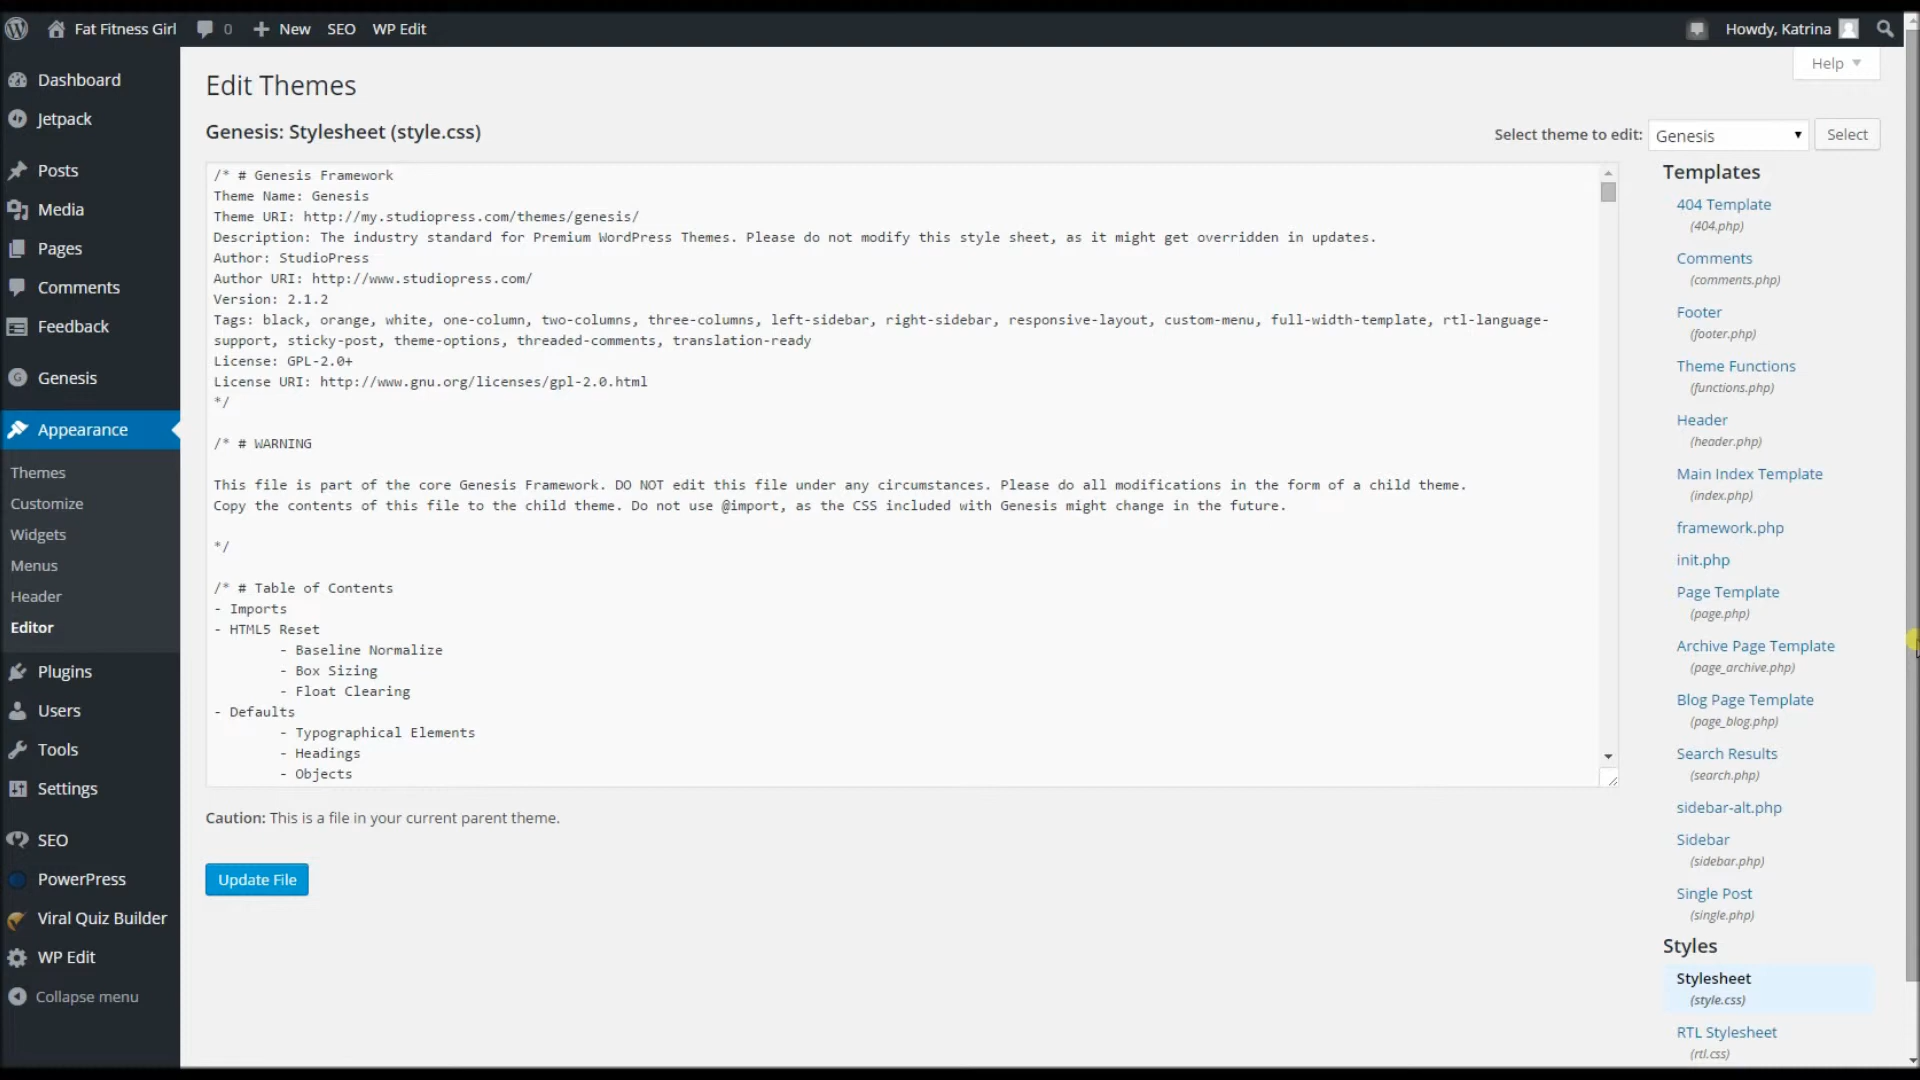 Fat Fitness Girl 0 New SEO WP Edit Howdy, Katrina
Help
Dashboard
Jetpack
Posts
Media
Pages
Comments
Feedback
Genesis
Appearance
Themes
Customize
Widgets
Menus
Header
Editor
Plugins
Users
Tools
Settings
SEO
PowerPress
Viral Quiz Builder
WP Edit
Collapse menu
Edit Themes
Genesis: Stylesheet (style.css)
Select theme to edit: Genesis Select
/* # Genesis Framework
Theme Name: Genesis
Theme URI: http://my.studiopress.com/themes/genesis/
Description: The industry standard for Premium WordPress Themes. Please do not modify this style sheet, as it might get overridden in updates.
Author: StudioPress
Author URI: http://www.studiopress.com/
Version: 2.1.2
Tags: black, orange, white, one-column, two-columns, three-columns, left-sidebar, right-sidebar, responsive-layout, custom-menu, full-width-template, rtl-language-
support, sticky-post, theme-options, threaded-comments, translation-ready
License: GPL-2.0+
License URI: http://www.gnu.org/licenses/gpl-2.0.html
*/
/* # WARNING
This file is part of the core Genesis Framework. DO NOT edit this file under any circumstances. Please do all modifications in the form of a child theme.
Copy the contents of this file to the child theme. Do not use @import, as the CSS included with Genesis might change in the future.
*/
/* # Table of Contents
- Imports
- HTML5 Reset
- Baseline Normalize
- Box Sizing
- Float Clearing
- Defaults
- Typographical Elements
- Headings
- Objects
Caution: This is a file in your current parent theme.
Update File
Templates
404 Template
(404.php)
Comments
(comments.php)
Footer
(footer.php)
Theme Functions
(functions.php)
Header
(header.php)
Main Index Template
(index.php)
framework.php
init.php
Page Template
(page.php)
Archive Page Template
(page_archive.php)
Blog Page Template
(page_blog.php)
Search Results
(search.php)
sidebar-alt.php
Sidebar
(sidebar.php)
Single Post
(single.php)
Styles
Stylesheet
(style.css)
RTL Stylesheet
(rtl.css)